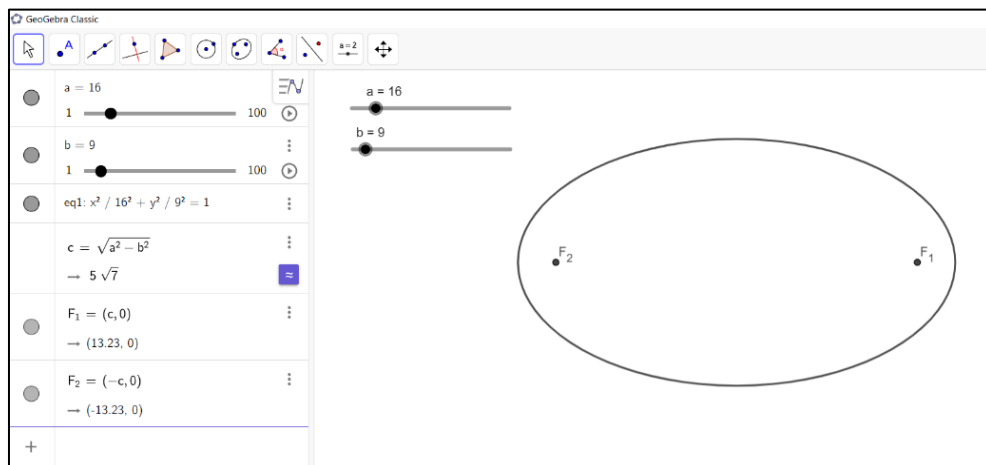 GeoGebra Classic
A
a = 2
a = 16
1 100
b = 9
1 100
eq1: x² / 16² + y² / 9² = 1
c = √(a² − b²)
→ 5 √7
≈
F₁ = (c, 0)
→ (13.23, 0)
F₂ = (−c, 0)
→ (-13.23, 0)
+
a = 16
b = 9
F₂
F₁